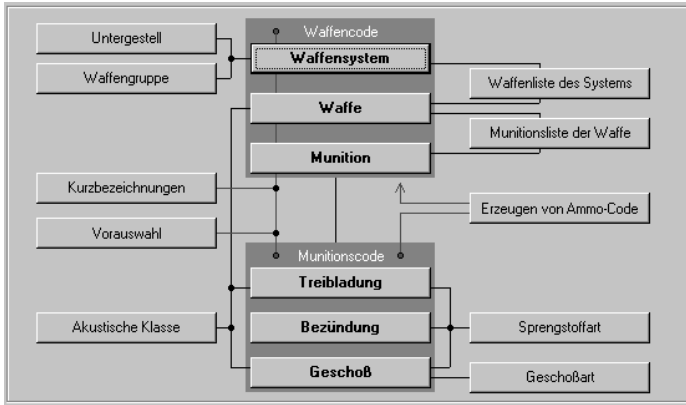 Untergestell
Waffengruppe
Kurzbezeichnungen
Vorauswahl
Akustische Klasse
Waffencode
Waffensystem
Waffe
Munition
Munitionscode
Treibladung
Bezündung
Geschoß
Waffenliste des Systems
Munitionsliste der Waffe
Erzeugen von Ammo-Code
Sprengstoffart
Geschoßart